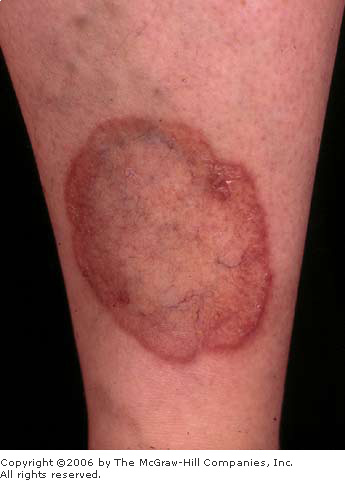 Copyright ©2006 by The McGraw-Hill Companies, Inc.
All rights reserved.